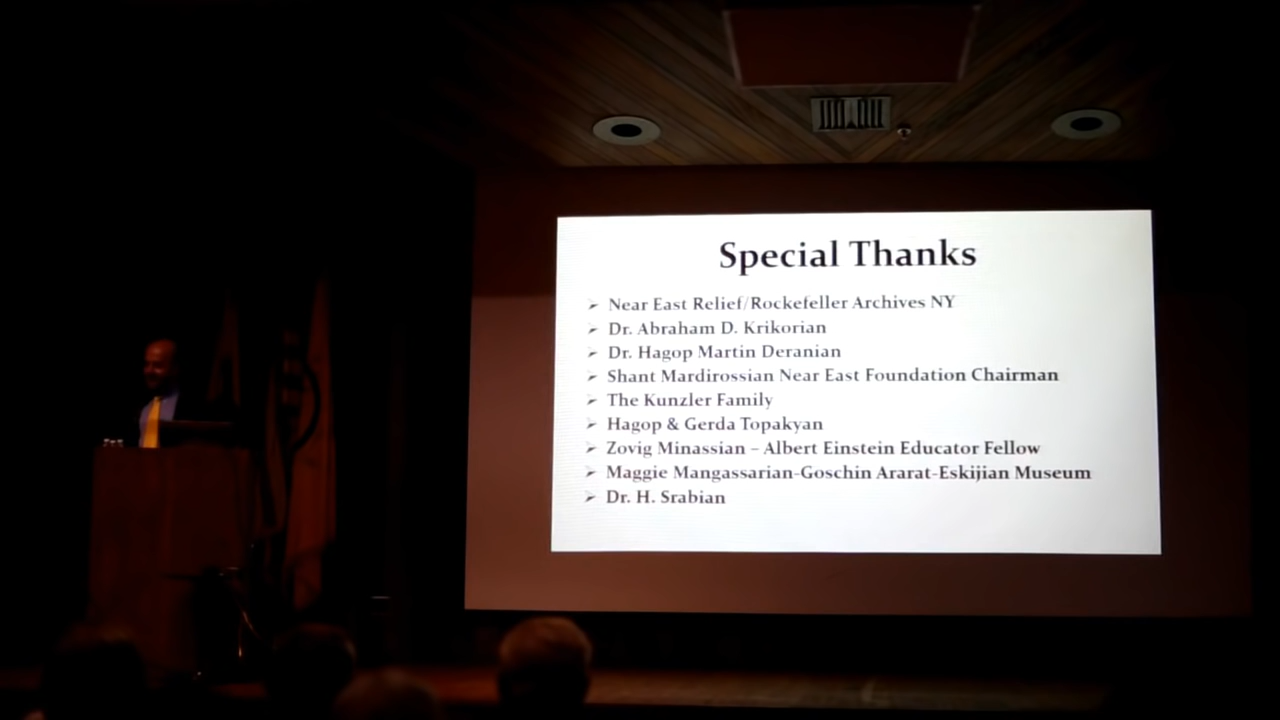 Special Thanks
➢ Near East Relief/Rockefeller Archives NY
➢ Dr. Abraham D. Krikorian
➢ Dr. Hagop Martin Deranian
➢ Shant Mardirossian Near East Foundation Chairman
➢ The Kunzler Family
➢ Hagop & Gerda Topakyan
➢ Zovig Minassian – Albert Einstein Educator Fellow
➢ Maggie Mangassarian-Goschin Ararat-Eskijian Museum
➢ Dr. H. Srabian